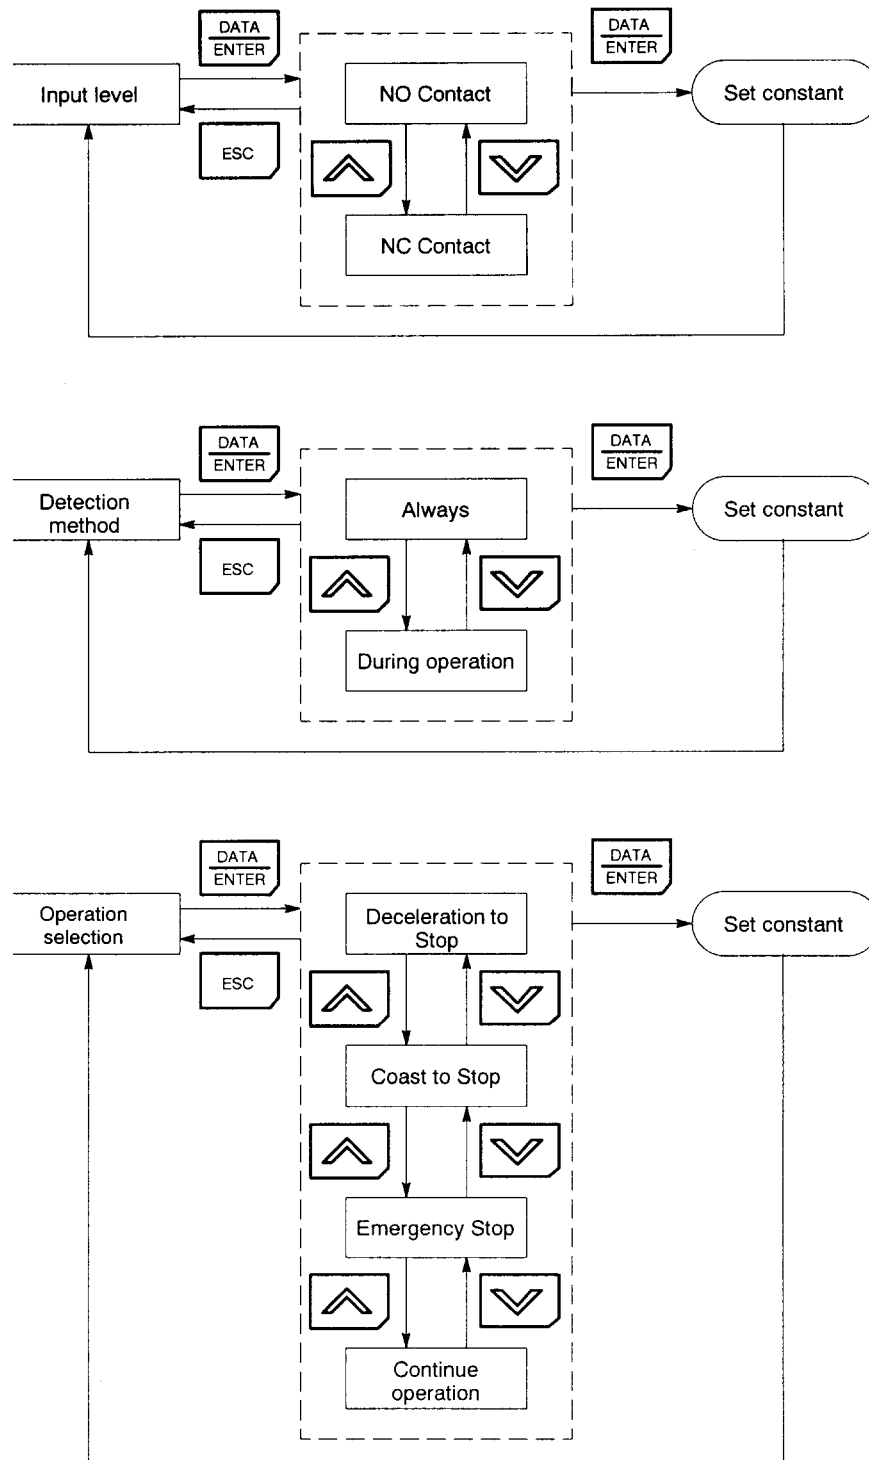 DATA
ENTER
DATA
ENTER
Input level
NO Contact
Set constant
ESC
NC Contact
DATA
ENTER
DATA
ENTER
Detection
method
Always
Set constant
ESC
During operation
DATA
ENTER
DATA
ENTER
Operation
selection
Deceleration to
Stop
Set constant
ESC
Coast to Stop
Emergency Stop
Continue
operation